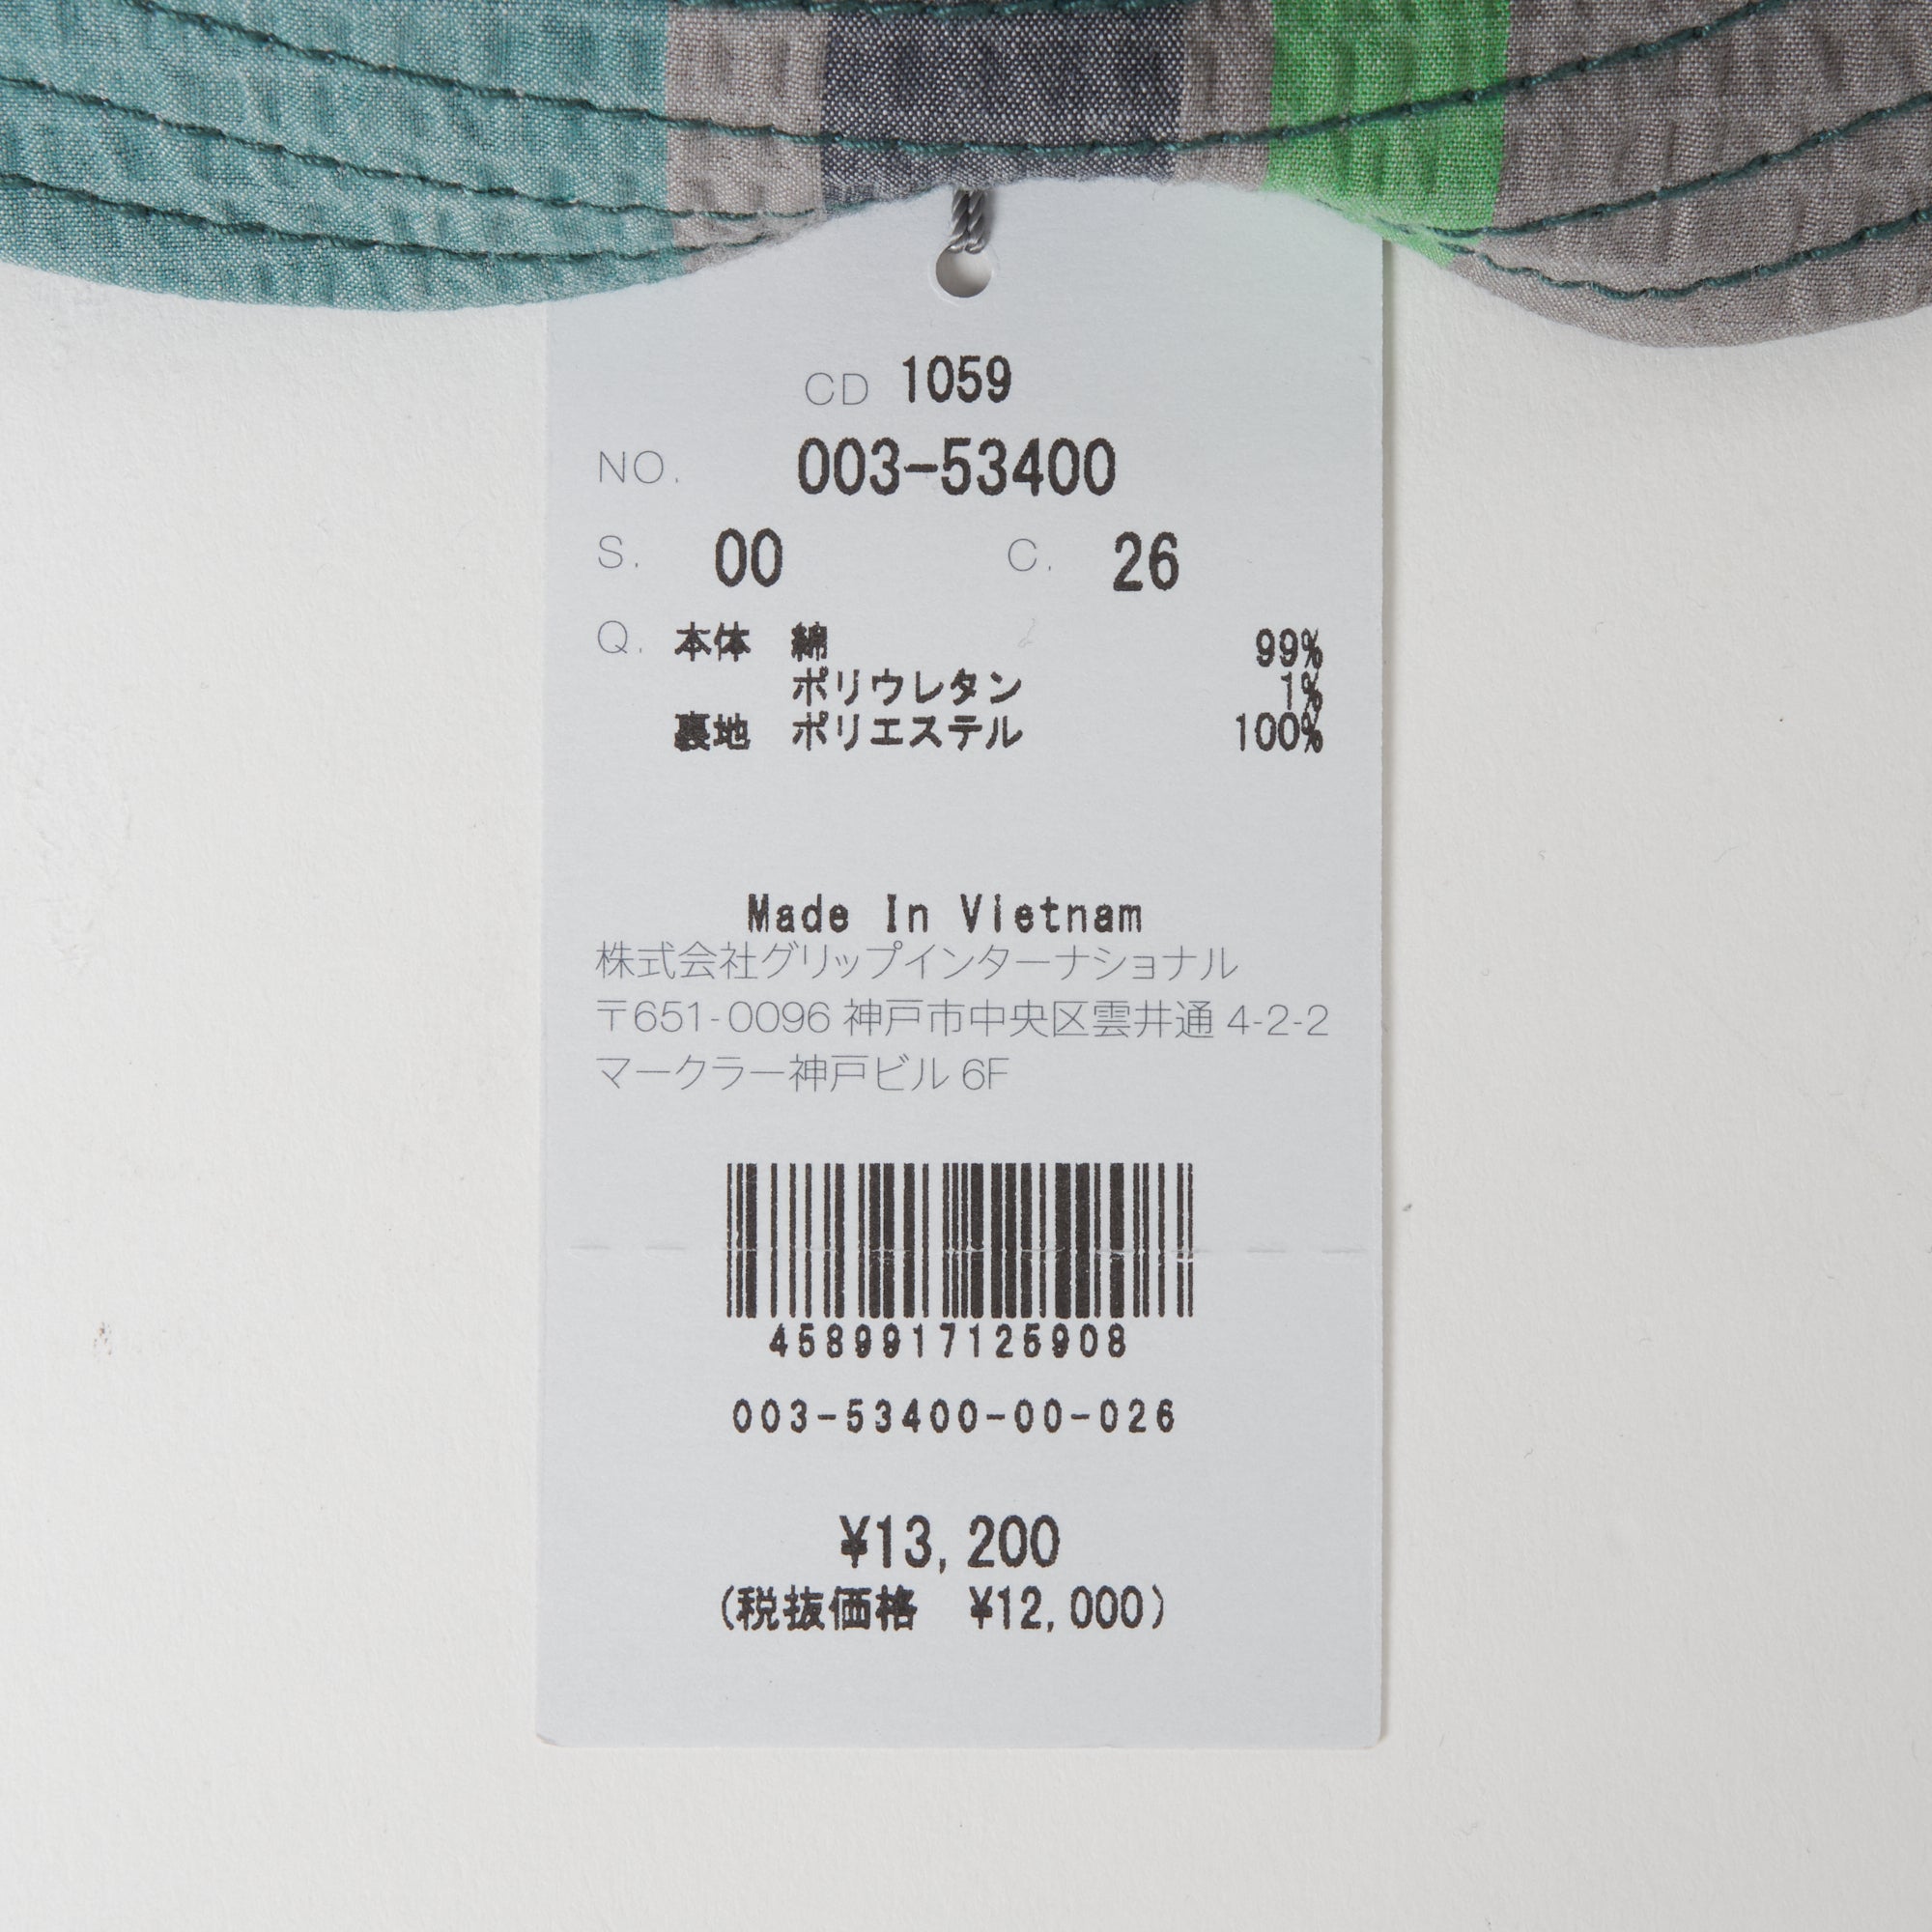 CD 1059
NO. 003-53400
S. 00 C. 26
Q. 本体 綿 99%
ポリウレタン 1%
裏地 ポリエステル 100%
Made In Vietnam
株式会社グリップインターナショナル
〒651-0096 神戸市中央区雲井通 4-2-2
マークラー神戸ビル 6F
4589917125908
003-53400-00-026
¥13,200
(税抜価格 ¥12,000)